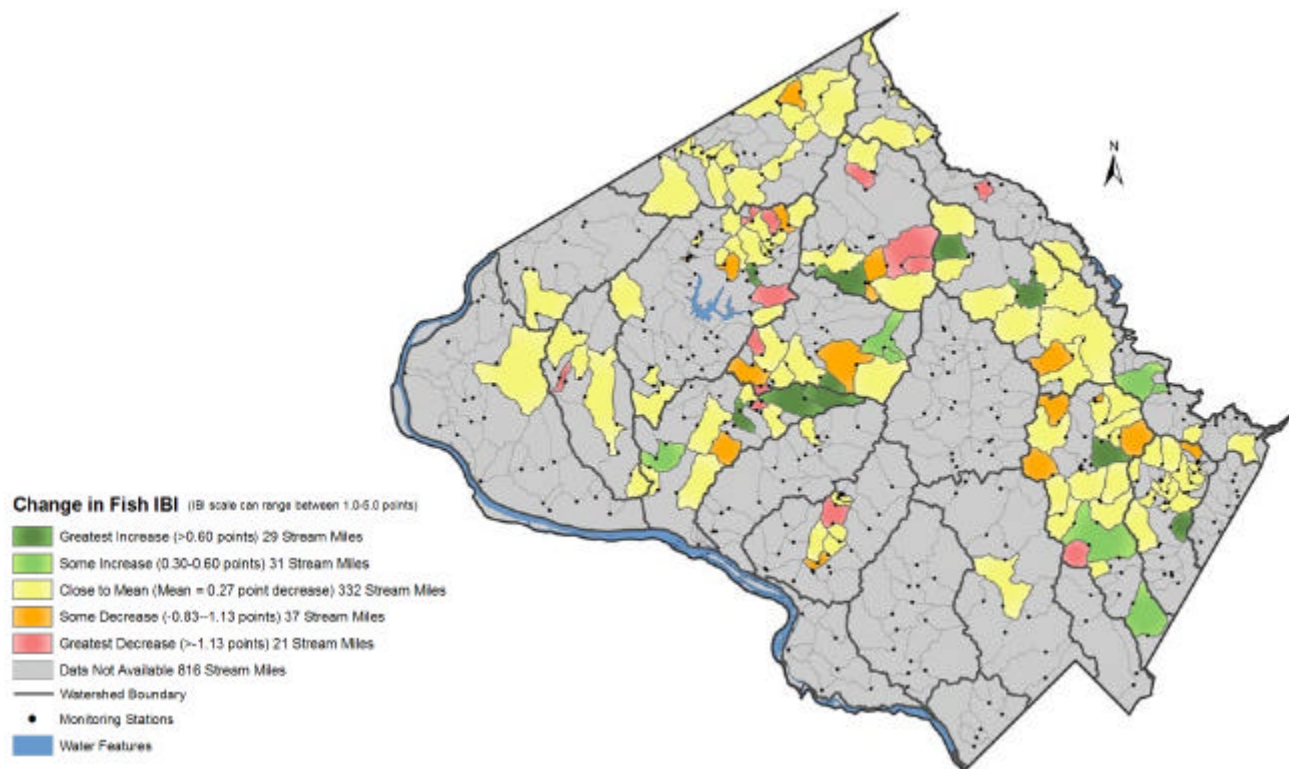 N
Change in Fish IBI (IBI scale can range between 1.0-5.0 points)
Greatest Increase (>0.60 points) 29 Stream Miles
Some Increase (0.30-0.60 points) 31 Stream Miles
Close to Mean (Mean = 0.27 point decrease) 332 Stream Miles
Some Decrease (-0.83--1.13 points) 37 Stream Miles
Greatest Decrease (>-1.13 points) 21 Stream Miles
Data Not Available 816 Stream Miles
Watershed Boundary
Monitoring Stations
Water Features